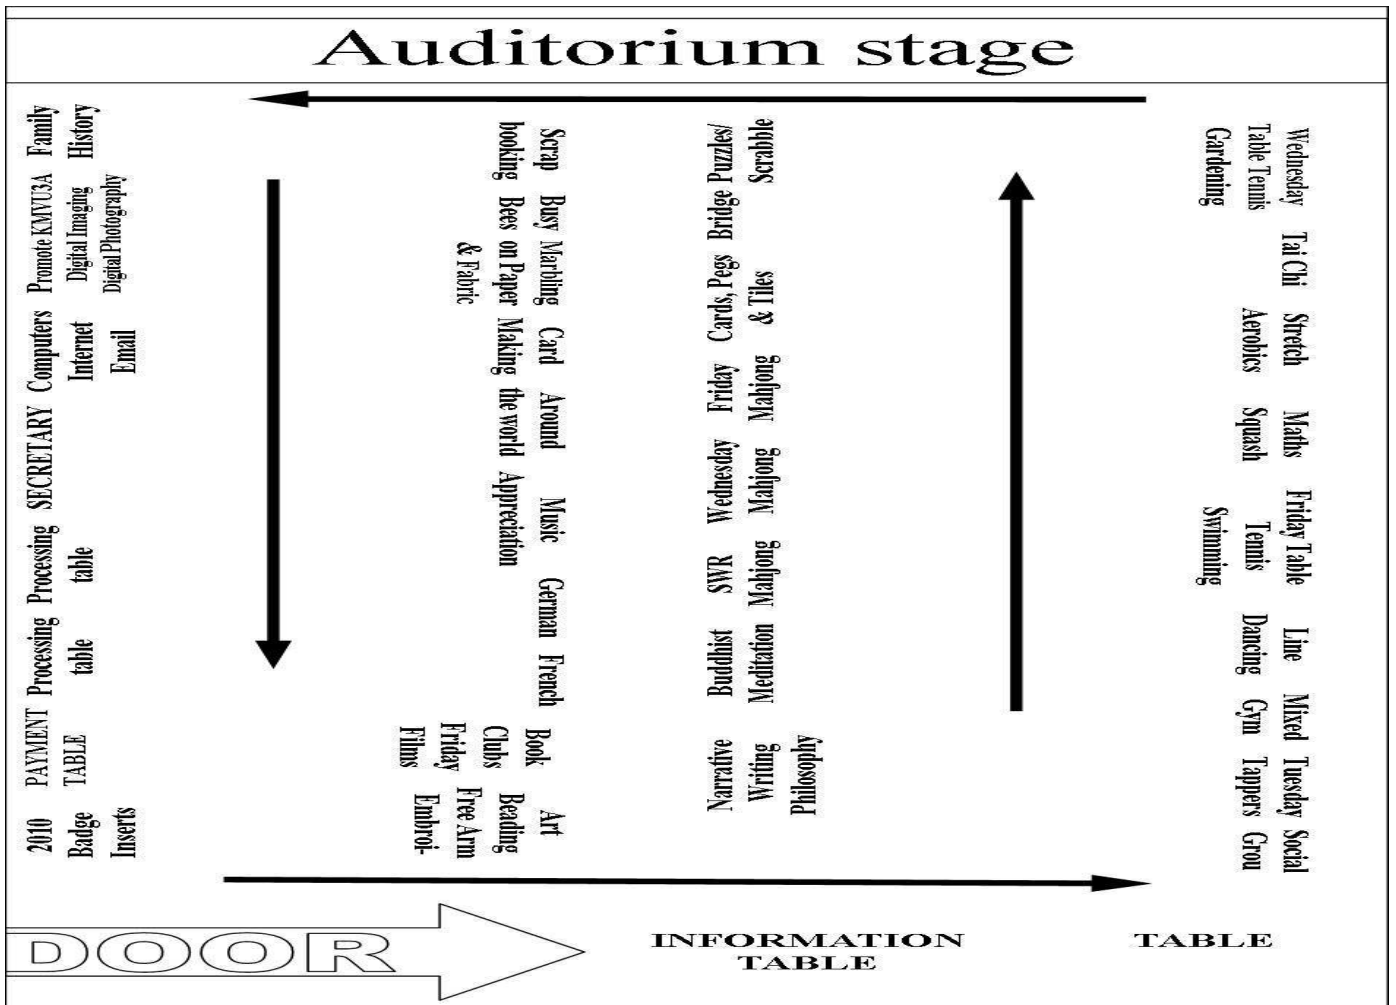 Auditorium stage
Family
History
Promote KMVU3A
Digital Imaging
Digital Photography
Computers
Internet
Email
SECRETARY
Processing
table
Processing
table
PAYMENT
TABLE
2010
Badge
Inserts
Scrap
booking
Busy
Bees
Marbling
on Paper
& Fabric
Card
Making
Around
the world
Music
Appreciation
German
French
Book
Clubs
Friday
Films
Art
Beading
Free Arm
Embroi-
Puzzles/
Scrabble
Bridge
Cards, Pegs
& Tiles
Friday
Mahjong
Wednesday
Mahjong
SWR
Mahjong
Buddhist
Meditation
Narrative
Writing
Philosophy
Wednesday
Table Tennis
Gardening
Tai Chi
Stretch
Aerobics
Maths
Squash
Friday Table
Tennis
Swimming
Line
Dancing
Mixed
Gym
Tuesday
Tappers
Social
Grou
DOOR
INFORMATION
TABLE
TABLE